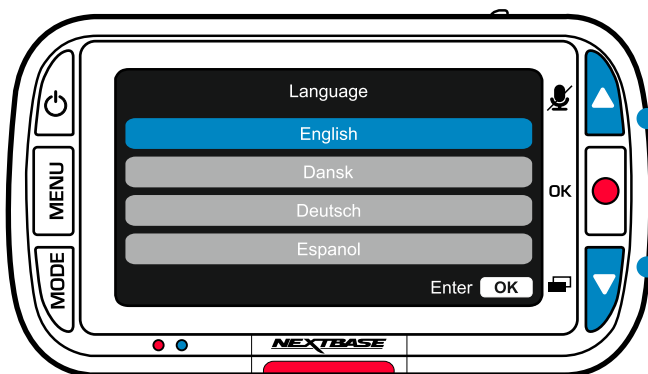 Language
English
Dansk
Deutsch
Espanol
Enter OK
MENU
MODE
OK
NEXTBASE